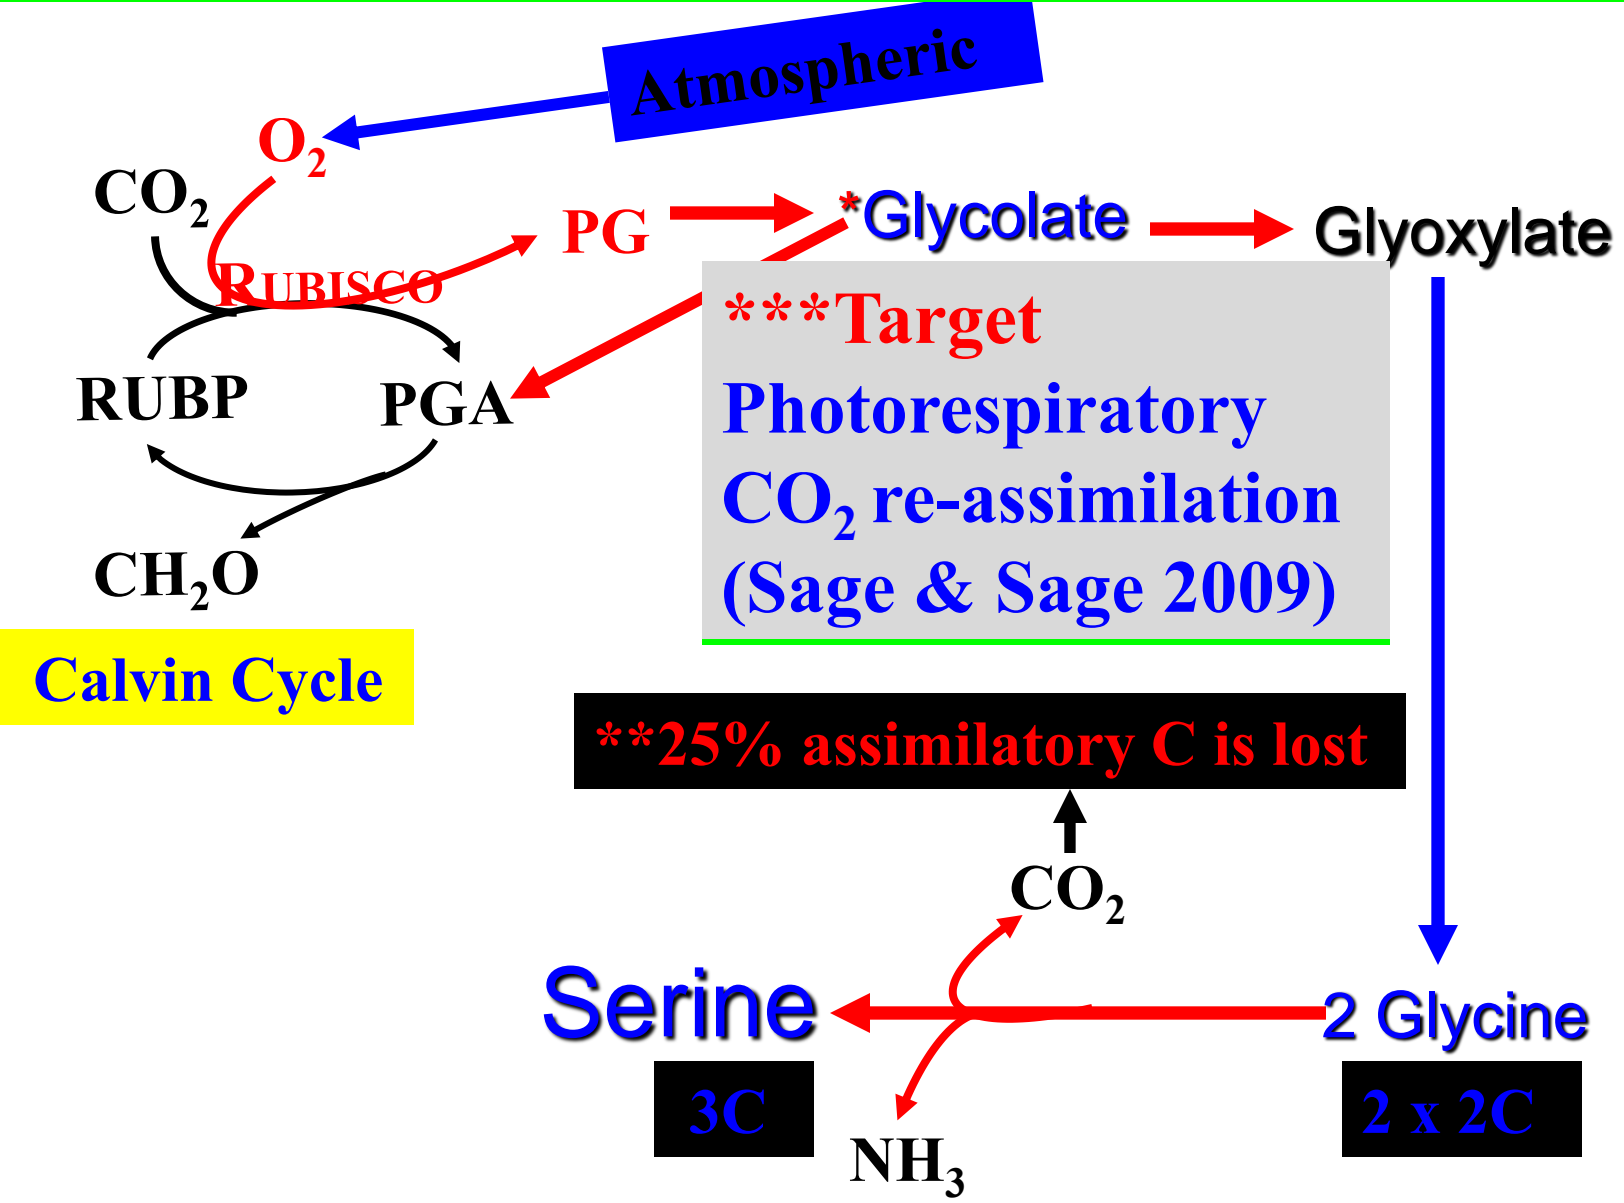 Atmospheric
O₂
CO₂
PG
*Glycolate
Glyoxylate
RUBISCO
***Target
Photorespiratory
CO₂ re-assimilation
(Sage & Sage 2009)
RUBP
PGA
CH₂O
Calvin Cycle
**25% assimilatory C is lost
CO₂
Serine
2 Glycine
3C
2 x 2C
NH₃